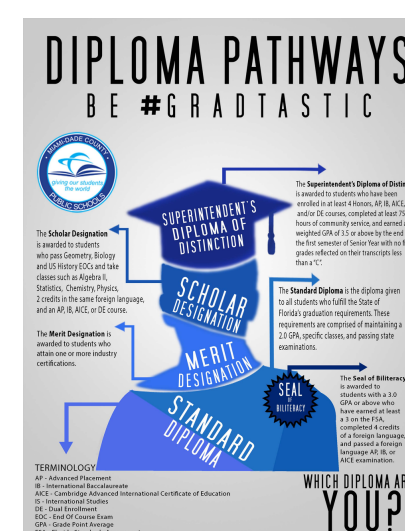 DIPLOMA PATHWAYS
BE #GRADTASTIC
MIAMI-DADE COUNTY
giving our students
the world
PUBLIC SCHOOLS
SUPERINTENDENT'S
DIPLOMA OF
DISTINCTION
The Superintendent's Diploma of Distin
is awarded to students who have been
enrolled in at least 4 Honors, AP, IB, AICE,
and/or DE courses, completed at least 75
hours of community service, and earned a
weighted GPA of 3.5 or above by the end
the first semester of Senior Year with no f
grades reflected on their transcripts less
than a "C".
The Scholar Designation
is awarded to students
who pass Geometry, Biology
and US History EOCs and take
classes such as Algebra II,
Statistics, Chemistry, Physics,
2 credits in the same foreign language,
and an AP, IB, AICE, or DE course.
SCHOLAR
DESIGNATION
The Standard Diploma is the diploma given
to all students who fulfill the State of
Florida's graduation requirements. These
requirements are comprised of maintaining a
2.0 GPA, specific classes, and passing state
examinations.
The Merit Designation is
awarded to students who
attain one or more industry
certifications.
MERIT
DESIGNATION
The Seal of Biliteracy
is awarded to
students with a 3.0
GPA or above who
have earned at least
a 3 on the FSA,
completed 4 credits
of a foreign language,
and passed a foreign
language AP, IB, or
AICE examination.
SEAL
OF
BILITERACY
STANDARD
DIPLOMA
TERMINOLOGY
AP - Advanced Placement
IB - International Baccalaureate
AICE - Cambridge Advanced International Certificate of Education
IS - International Studies
DE - Dual Enrollment
EOC - End Of Course Exam
GPA - Grade Point Average
WHICH DIPLOMA AR
YOU?